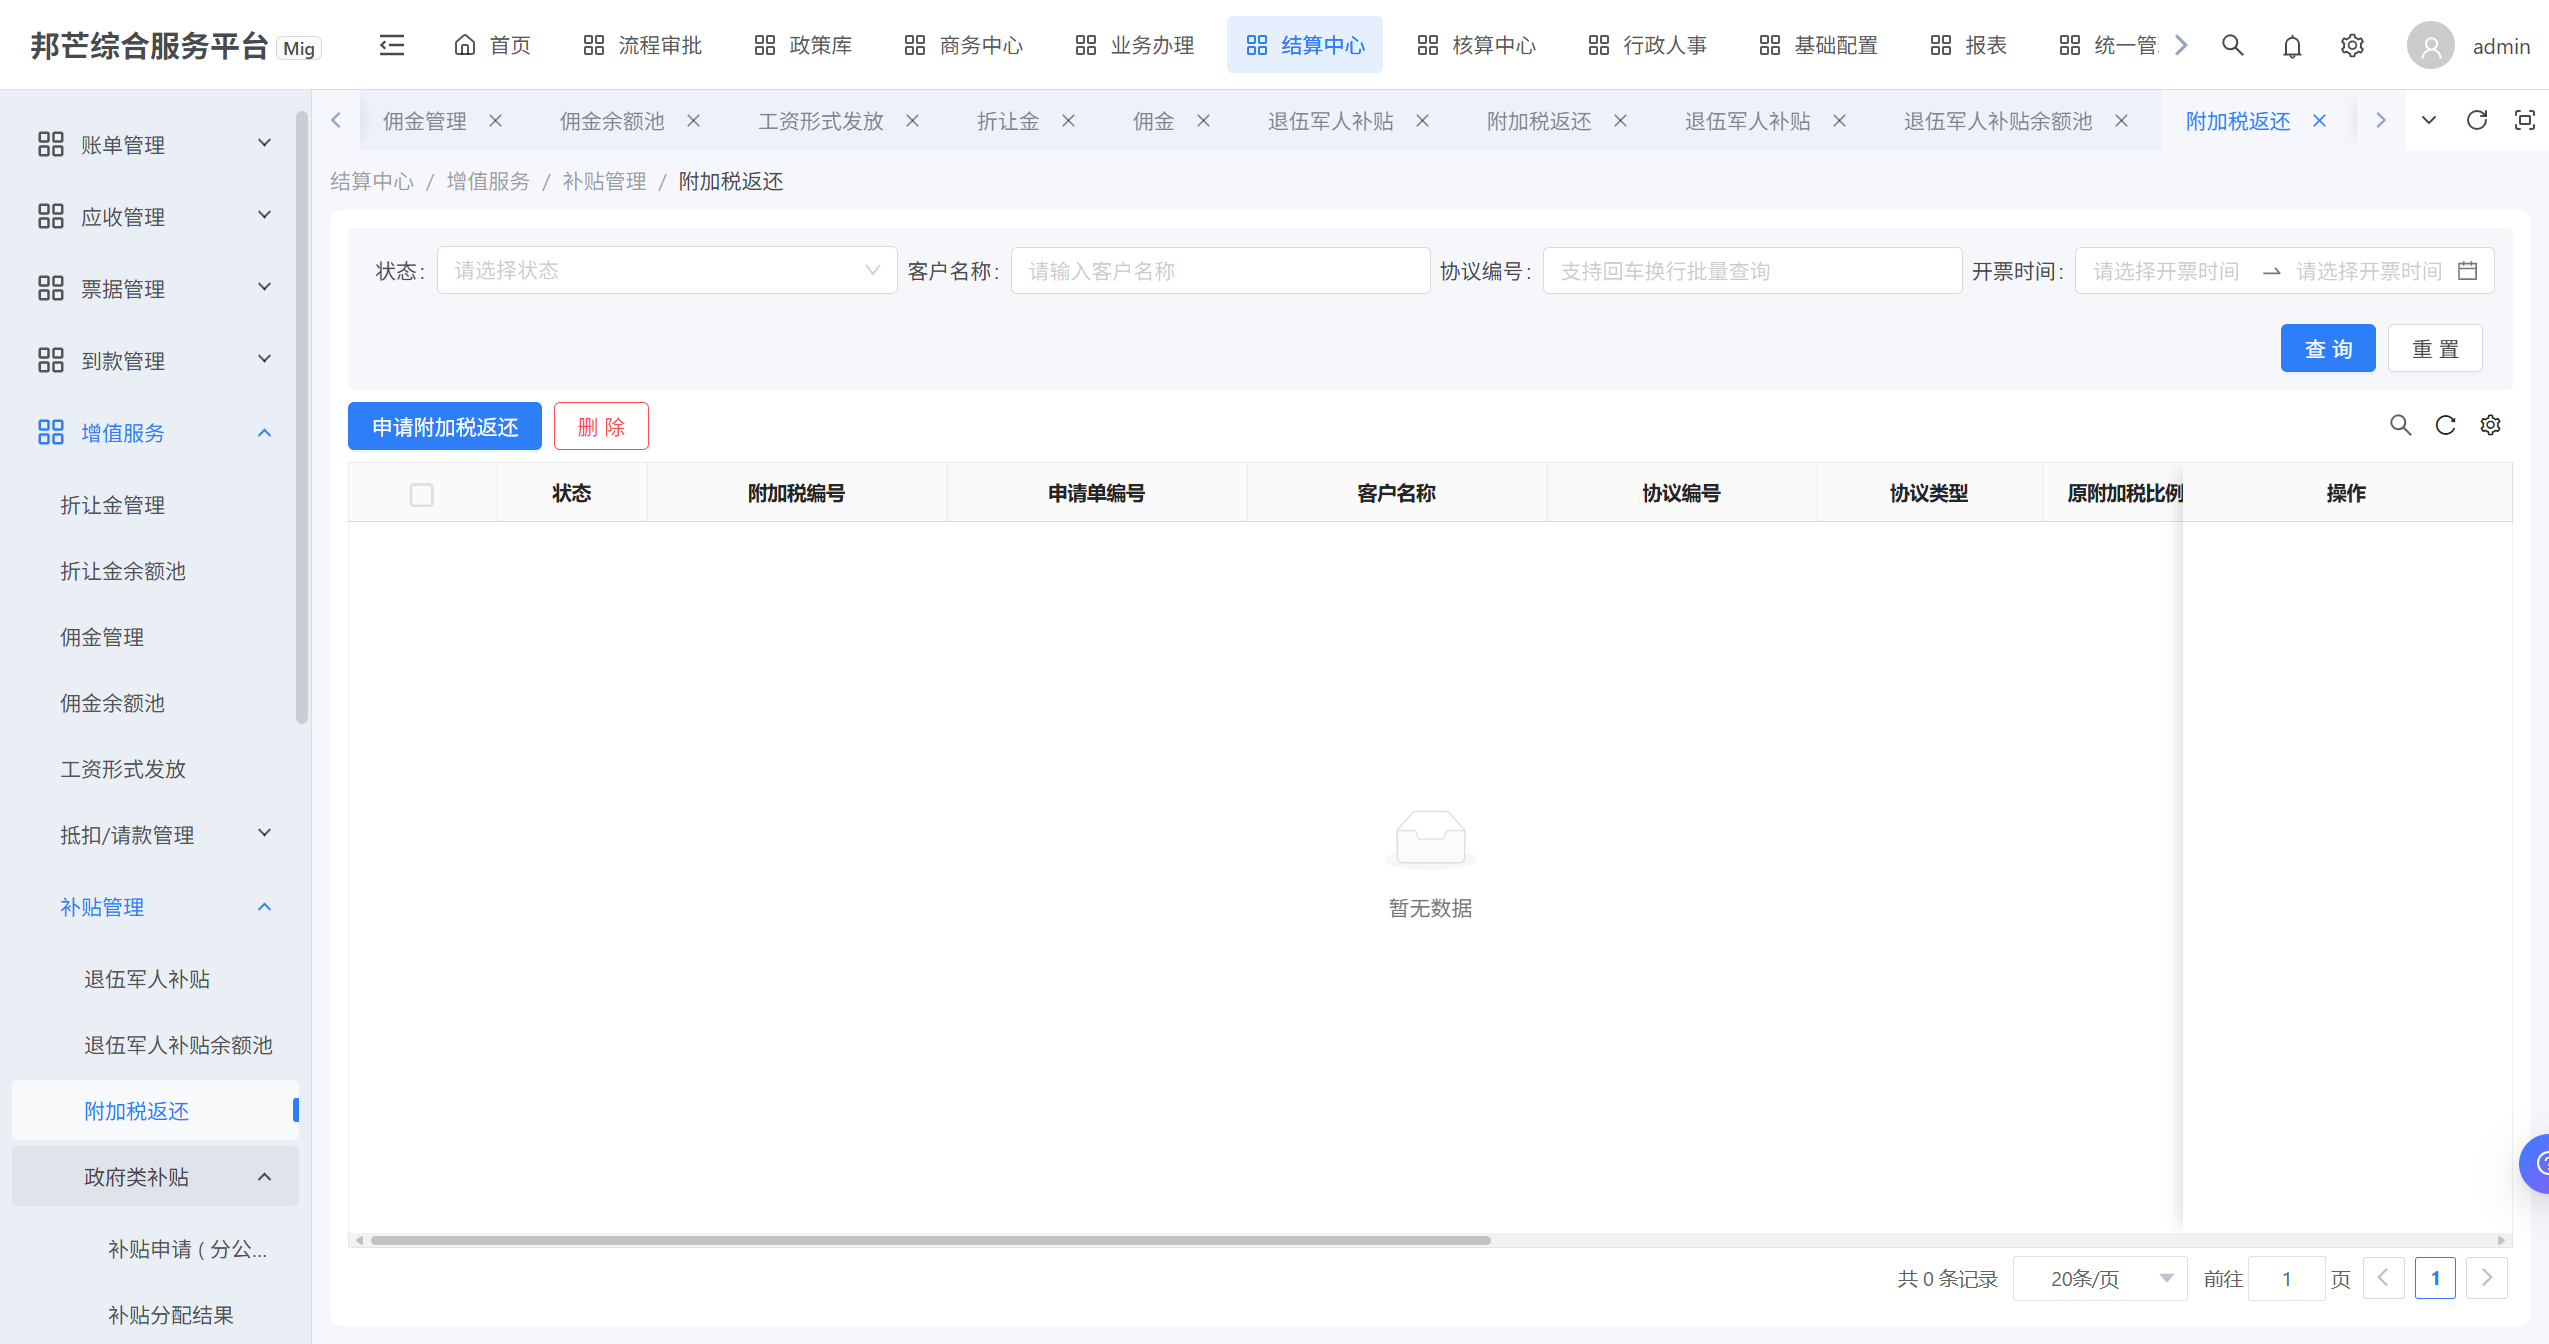 邦芒综合服务平台 Mig
首页 流程审批 政策库 商务中心 业务办理 结算中心 核算中心 行政人事 基础配置 报表 统一管
admin
佣金管理 佣金余额池 工资形式发放 折让金 佣金 退伍军人补贴 附加税返还 退伍军人补贴 退伍军人补贴余额池 附加税返还
结算中心 / 增值服务 / 补贴管理 / 附加税返还
账单管理
应收管理
票据管理
到款管理
增值服务
折让金管理
折让金余额池
佣金管理
佣金余额池
工资形式发放
抵扣/请款管理
补贴管理
退伍军人补贴
退伍军人补贴余额池
附加税返还
政府类补贴
补贴申请 ( 分公...
补贴分配结果
状态: 请选择状态 客户名称: 请输入客户名称 协议编号: 支持回车换行批量查询 开票时间: 请选择开票时间 请选择开票时间
查 询 重 置
申请附加税返还 删 除
状态 附加税编号 申请单编号 客户名称 协议编号 协议类型 原附加税比例 操作
暂无数据
共 0 条记录 20条/页 前往 1 页 1